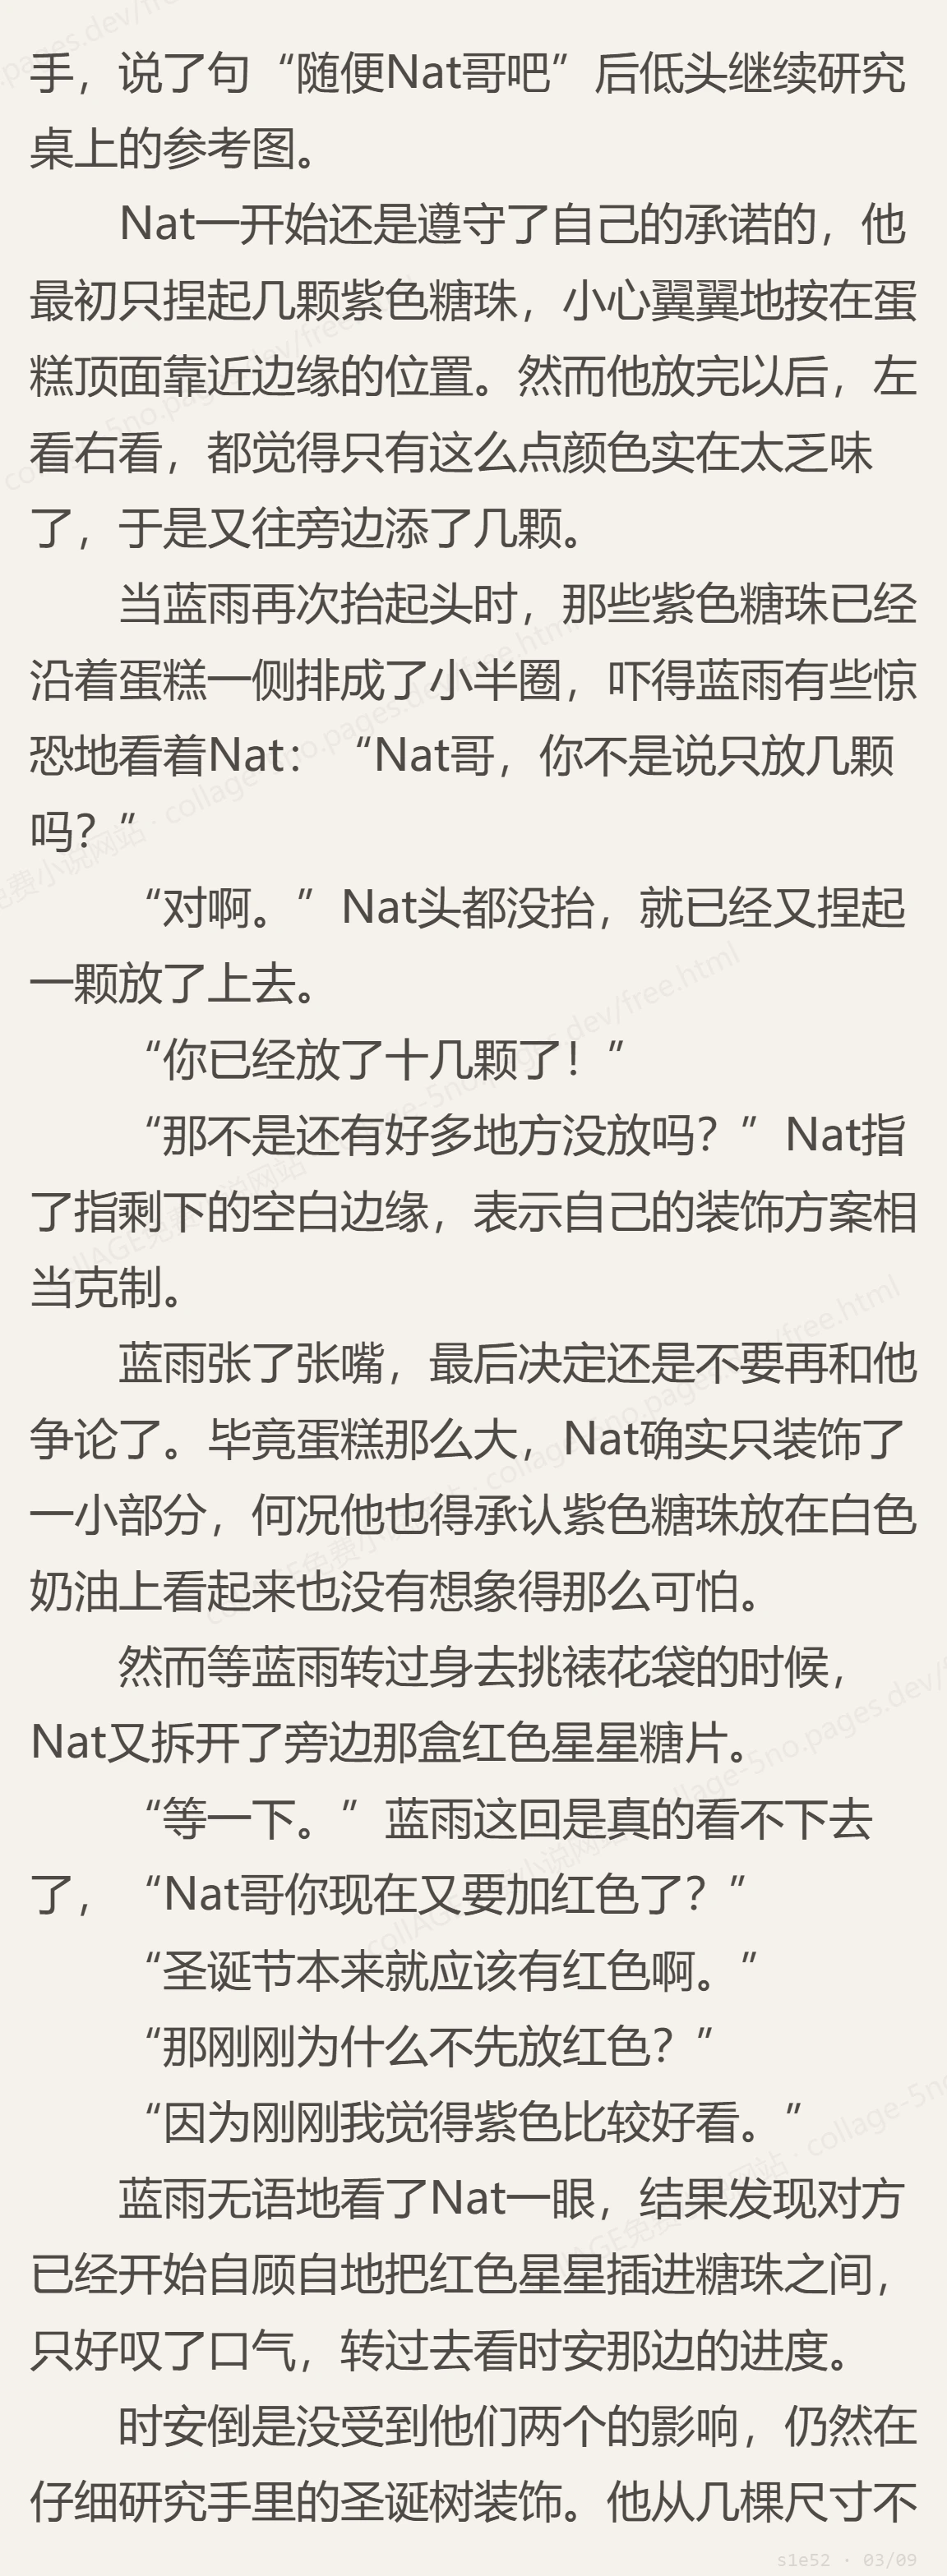 手，说了句“随便Nat哥吧”后低头继续研究
桌上的参考图。
Nat一开始还是遵守了自己的承诺的，他
最初只捏起几颗紫色糖珠，小心翼翼地按在蛋
糕顶面靠近边缘的位置。然而他放完以后，左
看右看，都觉得只有这么点颜色实在太乏味
了，于是又往旁边添了几颗。
当蓝雨再次抬起头时，那些紫色糖珠已经
沿着蛋糕一侧排成了小半圈，吓得蓝雨有些惊
恐地看着Nat：“Nat哥，你不是说只放几颗
吗？”
“对啊。”Nat头都没抬，就已经又捏起
一颗放了上去。
“你已经放了十几颗了！”
“那不是还有好多地方没放吗？”Nat指
了指剩下的空白边缘，表示自己的装饰方案相
当克制。
蓝雨张了张嘴，最后决定还是不要再和他
争论了。毕竟蛋糕那么大，Nat确实只装饰了
一小部分，何况他也得承认紫色糖珠放在白色
奶油上看起来也没有想象得那么可怕。
然而等蓝雨转过身去挑裱花袋的时候，
Nat又拆开了旁边那盒红色星星糖片。
“等一下。”蓝雨这回是真的看不下去
了，“Nat哥你现在又要加红色了？”
“圣诞节本来就应该有红色啊。”
“那刚刚为什么不先放红色？”
“因为刚刚我觉得紫色比较好看。”
蓝雨无语地看了Nat一眼，结果发现对方
已经开始自顾自地把红色星星插进糖珠之间，
只好叹了口气，转过去看时安那边的进度。
时安倒是没受到他们两个的影响，仍然在
仔细研究手里的圣诞树装饰。他从几棵尺寸不
s1e52 · 03/09
collAGE免费小说网站 · collage-5no.pages.dev/free.html